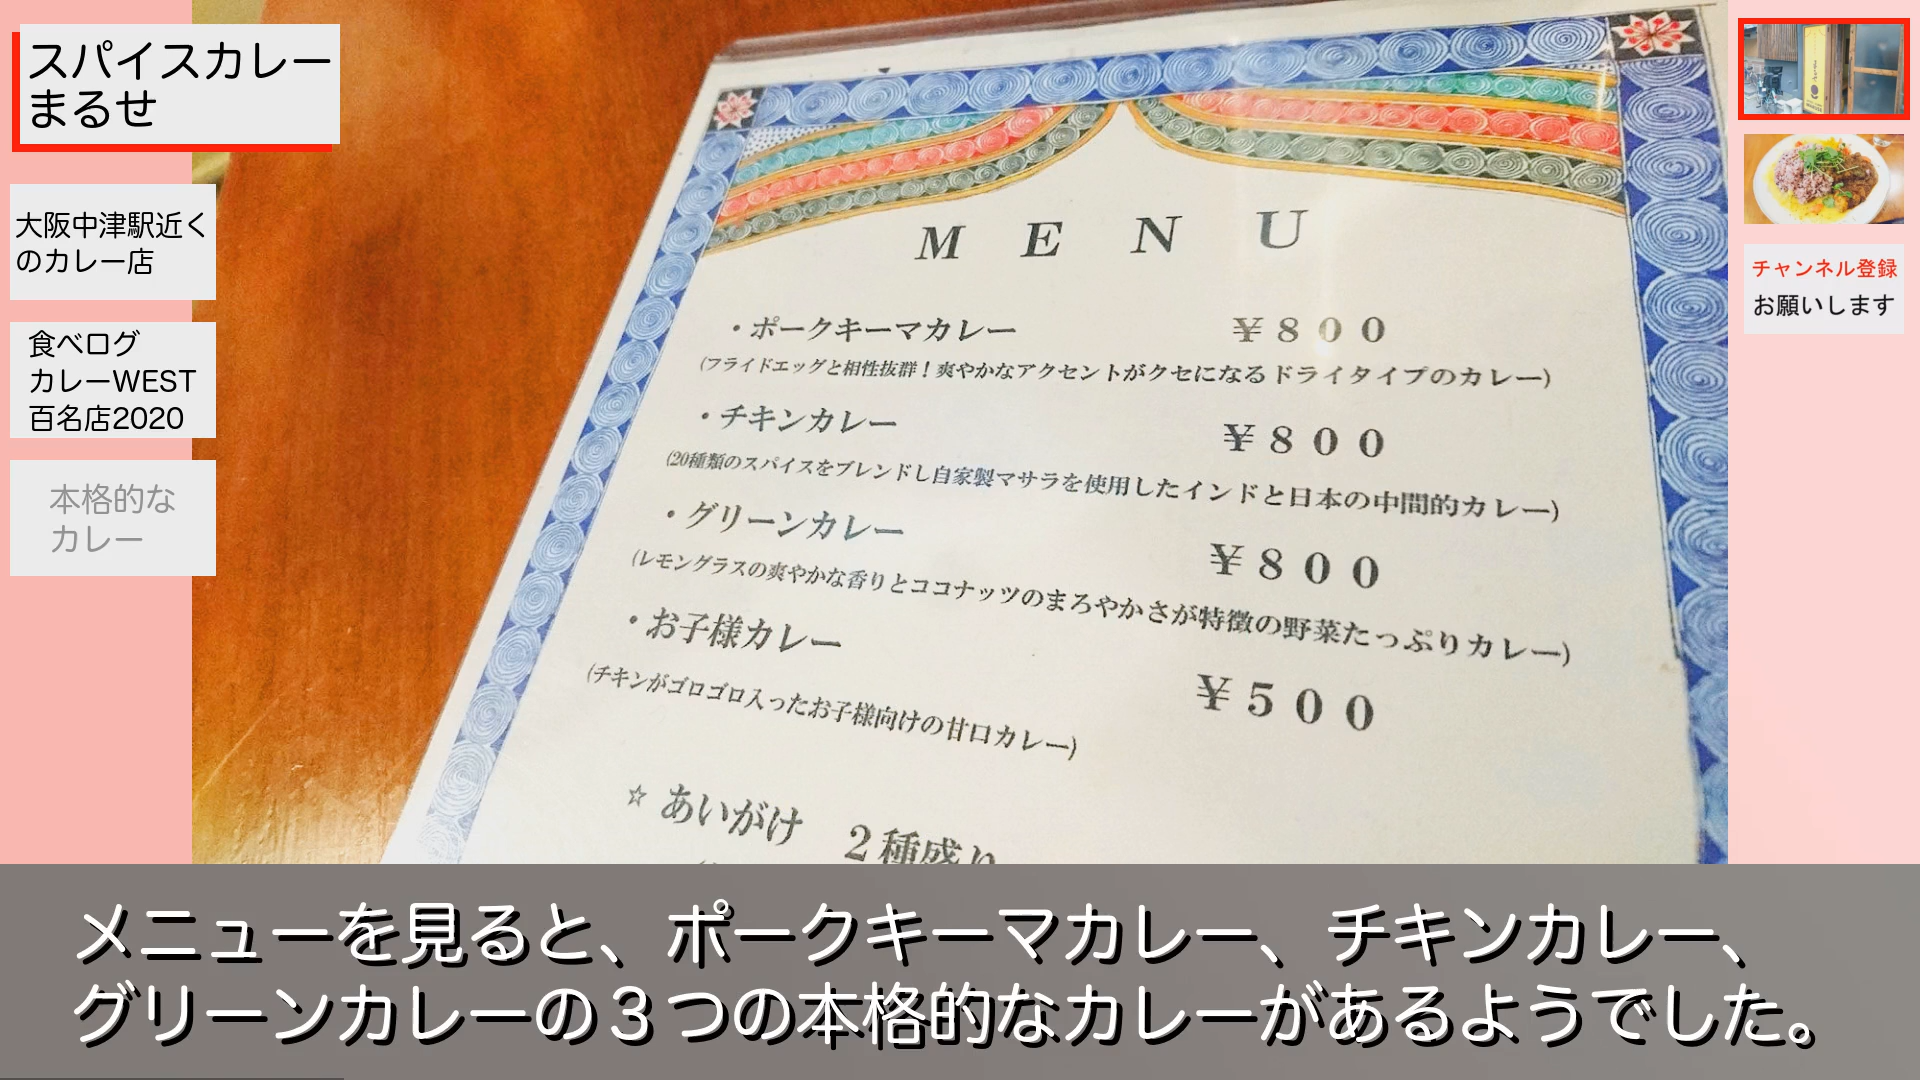 スパイスカレー
まるせ
大阪中津駅近く
のカレー店
食べログ
カレーWEST
百名店2020
本格的な
カレー
MENU
・ポークキーマカレー ¥800
(フライドエッグと相性抜群！爽やかなアクセントがクセになるドライタイプのカレー)
・チキンカレー ¥800
(20種類のスパイスをブレンドし自家製マサラを使用したインドと日本の中間的カレー)
・グリーンカレー ¥800
(レモングラスの爽やかな香りとココナッツのまろやかさが特徴の野菜たっぷりカレー)
・お子様カレー ¥500
(チキンがゴロゴロ入ったお子様向けの甘口カレー)
☆ あいがけ 2種盛り
チャンネル登録
お願いします
メニューを見ると、ポークキーマカレー、チキンカレー、
グリーンカレーの３つの本格的なカレーがあるようでした。